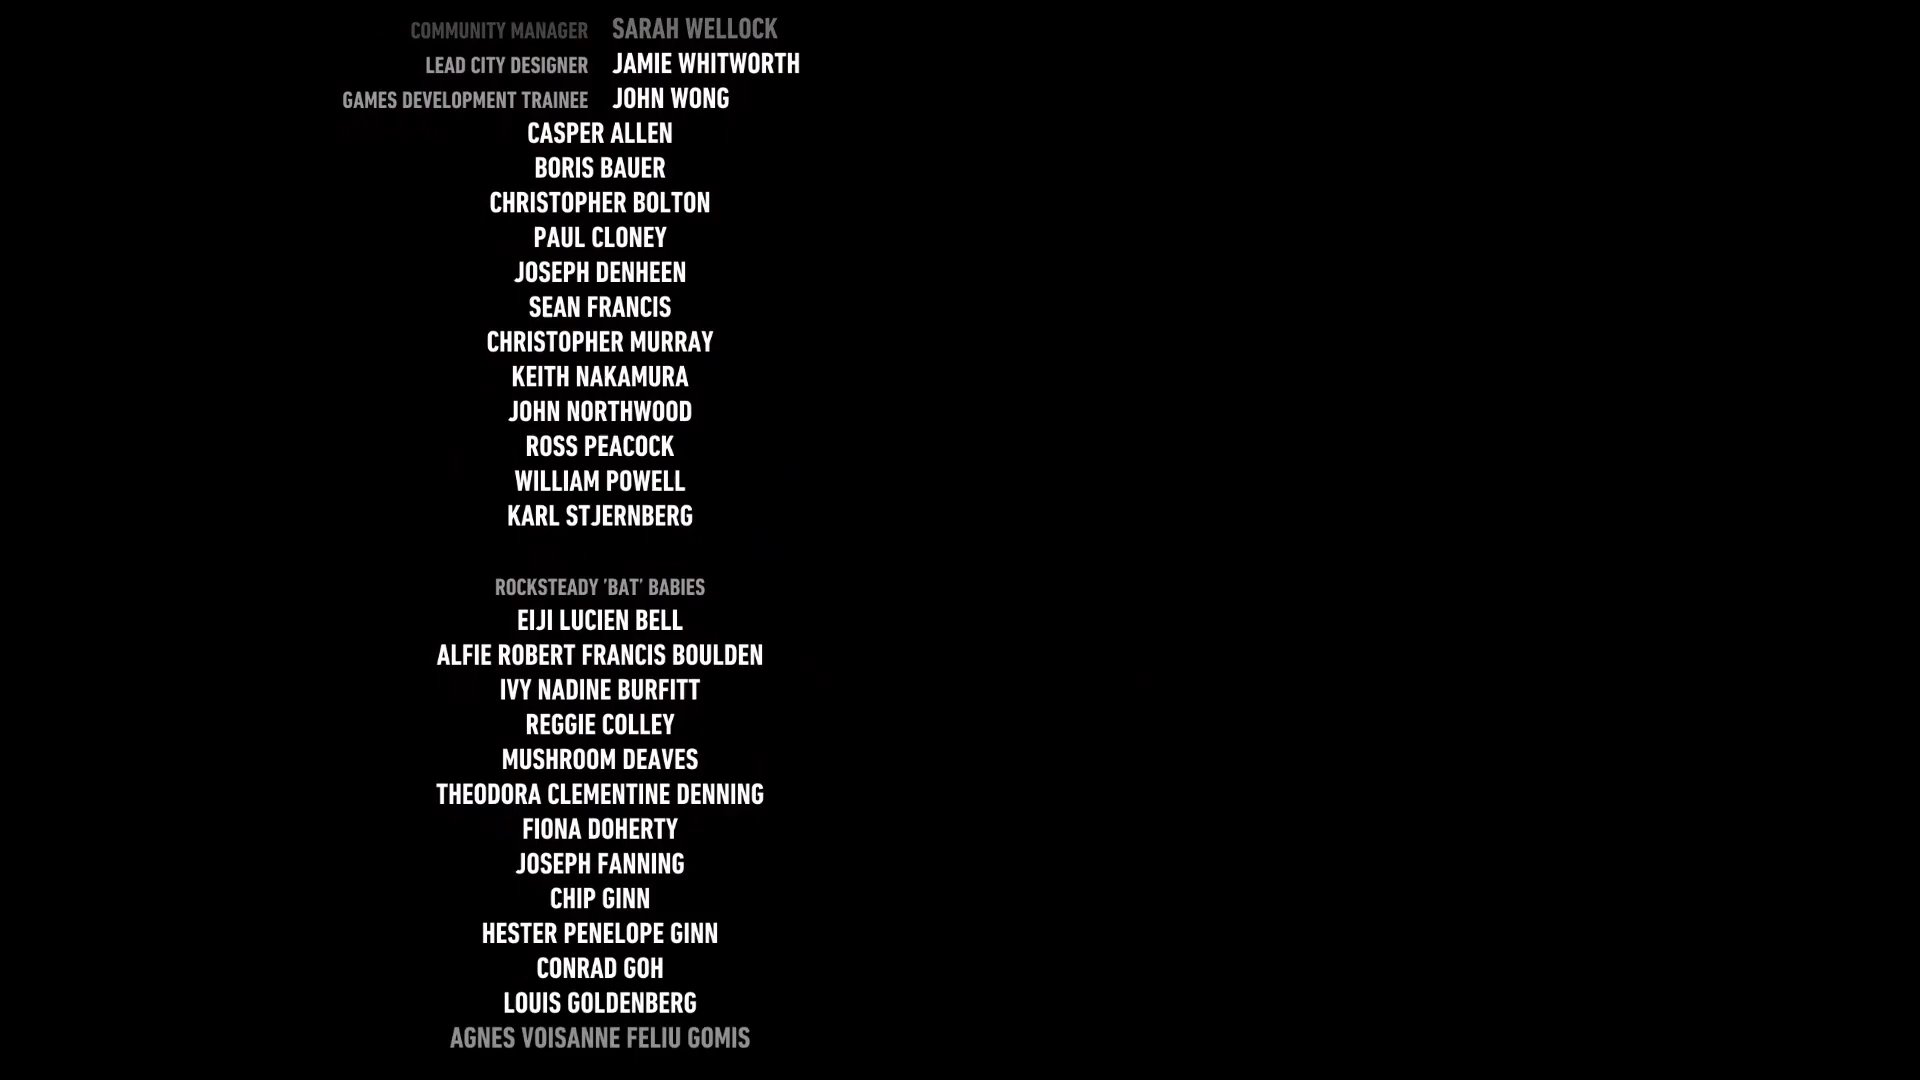 COMMUNITY MANAGER SARAH WELLOCK
LEAD CITY DESIGNER JAMIE WHITWORTH
GAMES DEVELOPMENT TRAINEE JOHN WONG
CASPER ALLEN
BORIS BAUER
CHRISTOPHER BOLTON
PAUL CLONEY
JOSEPH DENHEEN
SEAN FRANCIS
CHRISTOPHER MURRAY
KEITH NAKAMURA
JOHN NORTHWOOD
ROSS PEACOCK
WILLIAM POWELL
KARL STJERNBERG
ROCKSTEADY 'BAT' BABIES
EIJI LUCIEN BELL
ALFIE ROBERT FRANCIS BOULDEN
IVY NADINE BURFITT
REGGIE COLLEY
MUSHROOM DEAVES
THEODORA CLEMENTINE DENNING
FIONA DOHERTY
JOSEPH FANNING
CHIP GINN
HESTER PENELOPE GINN
CONRAD GOH
LOUIS GOLDENBERG
AGNES VOISANNE FELIU GOMIS